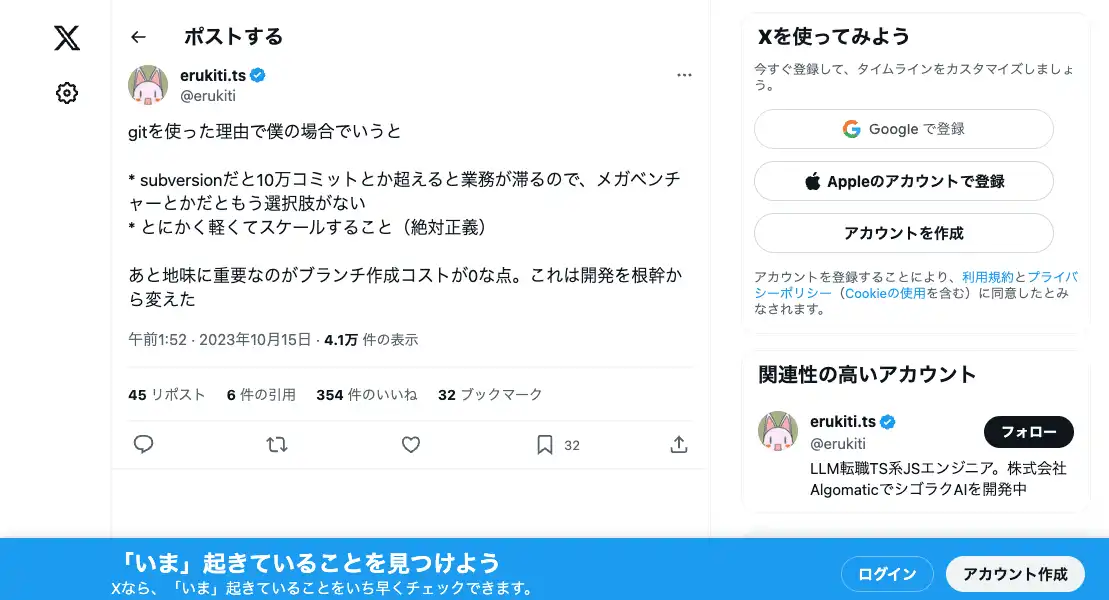 ポストする
erukiti.ts
@erukiti
gitを使った理由で僕の場合でいうと
* subversionだと10万コミットとか超えると業務が滞るので、メガベンチ
ャーとかだともう選択肢がない
* とにかく軽くてスケールすること（絶対正義）
あと地味に重要なのがブランチ作成コストが0な点。これは開発を根幹か
ら変えた
午前1:52 · 2023年10月15日 · 4.1万 件の表示
45 リポスト 6 件の引用 354 件のいいね 32 ブックマーク
32
Xを使ってみよう
今すぐ登録して、タイムラインをカスタマイズしましょ
う。
Google で登録
Appleのアカウントで登録
アカウントを作成
アカウントを登録することにより、利用規約とプライバ
シーポリシー（Cookieの使用を含む）に同意したとみ
なされます。
関連性の高いアカウント
erukiti.ts
@erukiti
フォロー
LLM転職TS系JSエンジニア。株式会社
AlgomaticでシゴラクAIを開発中
「いま」起きていることを見つけよう
Xなら、「いま」起きていることをいち早くチェックできます。
ログイン
アカウント作成